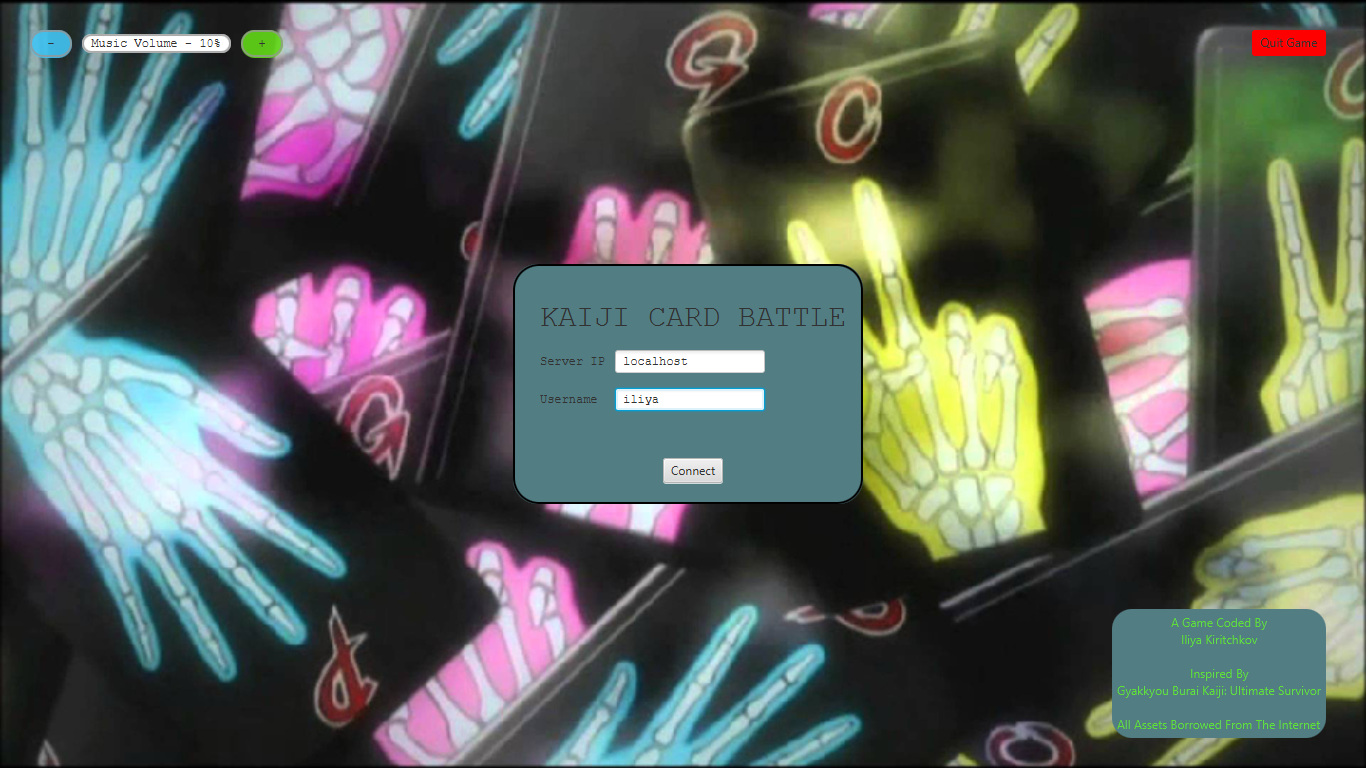 -
Music Volume - 10%
+
Quit Game
G
C
KAIJI CARD BATTLE
Server IP
localhost
Username
iliya
G
Connect
A Game Coded By
Iliya Kiritchkov
Inspired By
Gyakkyou Burai Kaiji: Ultimate Survivor
All Assets Borrowed From The Internet